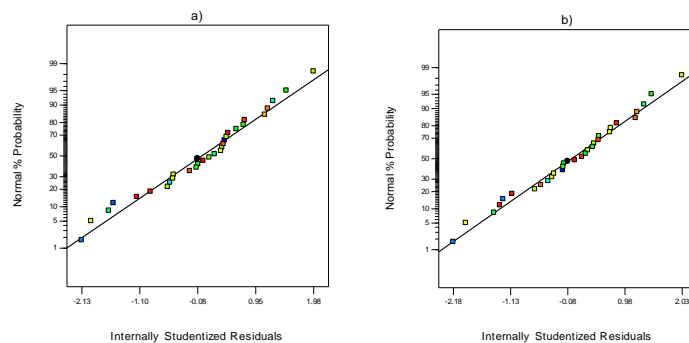 a)
Normal % Probability
99
95
90
80
70
50
30
20
10
5
1
-2.13 -1.10 -0.08 0.95 1.98
Internally Studentized Residuals
b)
Normal % Probability
99
95
90
80
70
50
30
20
10
5
1
-2.18 -1.13 -0.08 0.98 2.03
Internally Studentized Residuals